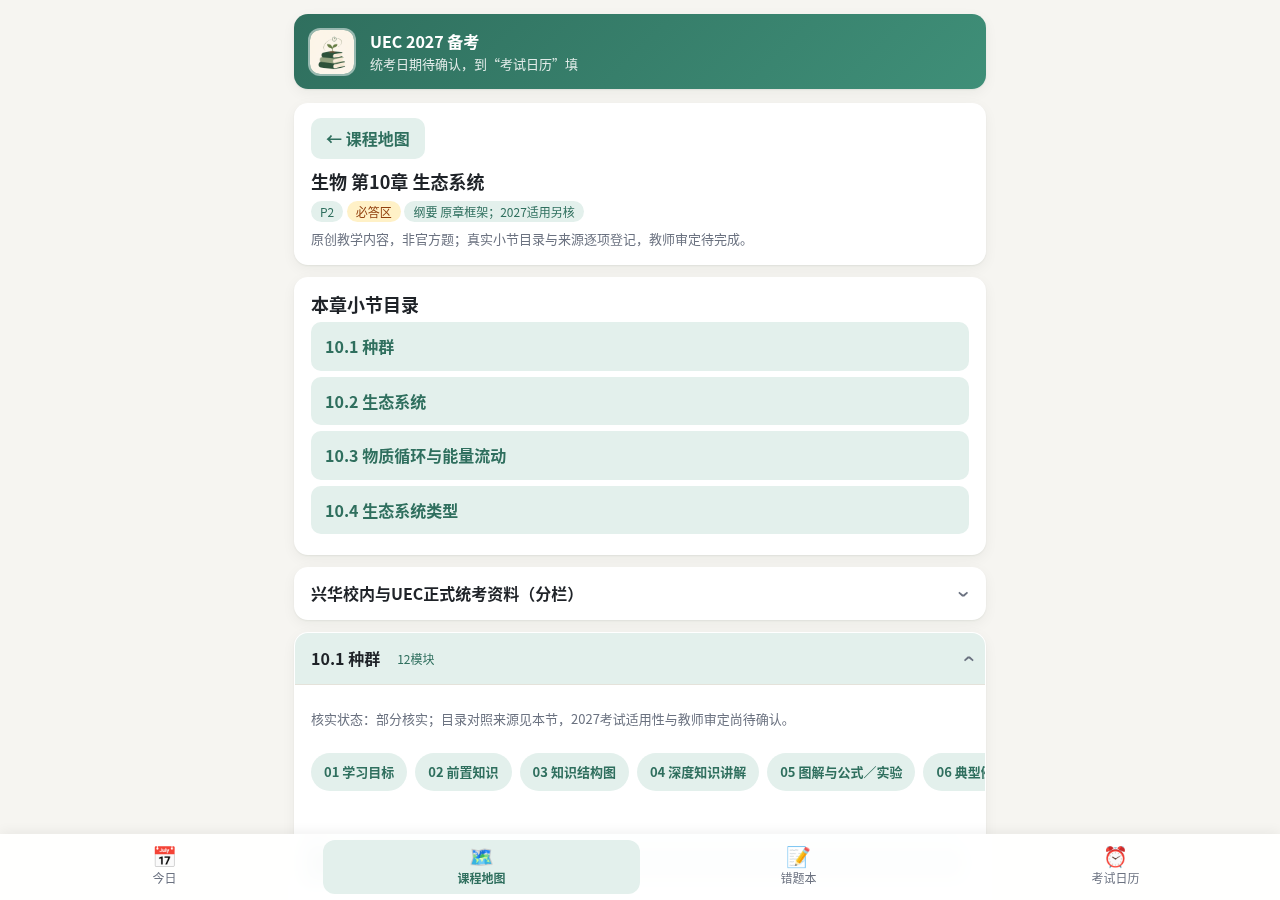 UEC 2027 备考
统考日期待确认，到“考试日历”填
← 课程地图
生物 第10章 生态系统
P2 必答区 纲要 原章框架；2027适用另核
原创教学内容，非官方题；真实小节目录与来源逐项登记，教师审定待完成。
本章小节目录
10.1 种群
10.2 生态系统
10.3 物质循环与能量流动
10.4 生态系统类型
兴华校内与UEC正式统考资料（分栏）
10.1 种群 12模块
核实状态：部分核实；目录对照来源见本节，2027考试适用性与教师审定尚待确认。
01 学习目标 02 前置知识 03 知识结构图 04 深度知识讲解 05 图解与公式／实验 06 典型
今日 课程地图 错题本 考试日历